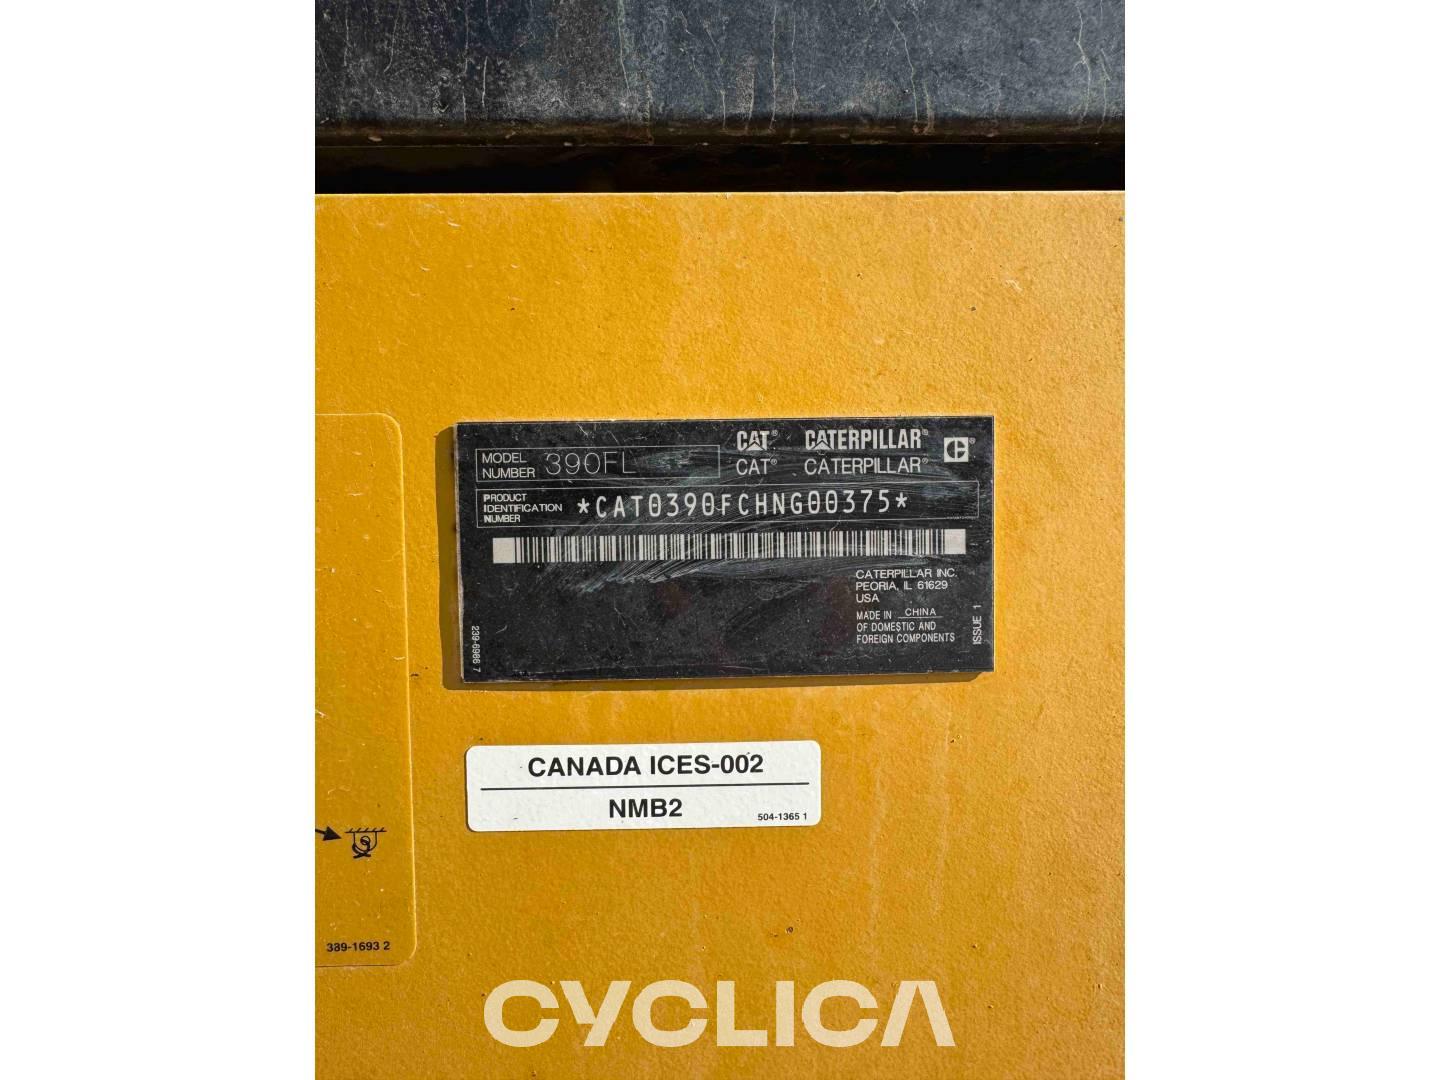 CAT® CATERPILLAR®
MODEL NUMBER 390FL
CAT® CATERPILLAR®
PRODUCT IDENTIFICATION NUMBER *CAT0390FCHNG00375*
CATERPILLAR INC.
PEORIA, IL 61629
USA
MADE IN CHINA
OF DOMESTIC AND
FOREIGN COMPONENTS
ISSUE 1
239-6966 7
CANADA ICES-002
NMB2
504-1365 1
389-1693 2
CYCLICA